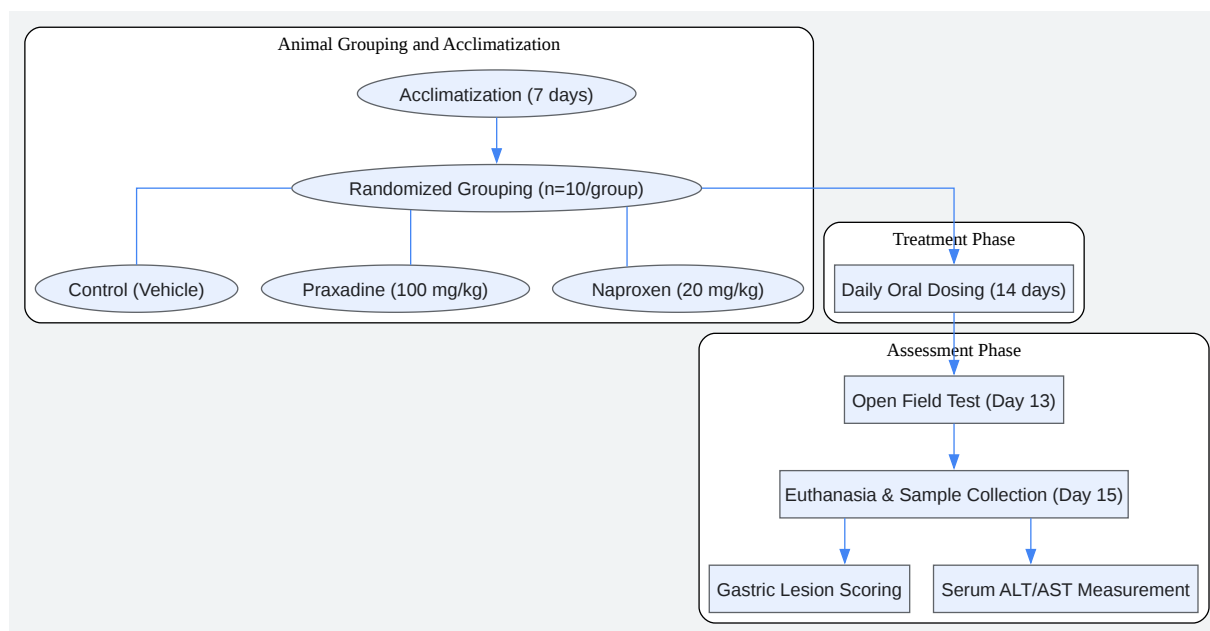 Animal Grouping and Acclimatization
Acclimatization (7 days)
Randomized Grouping (n=10/group)
Control (Vehicle)
Praxadine (100 mg/kg)
Naproxen (20 mg/kg)
Treatment Phase
Daily Oral Dosing (14 days)
Assessment Phase
Open Field Test (Day 13)
Euthanasia & Sample Collection (Day 15)
Gastric Lesion Scoring
Serum ALT/AST Measurement